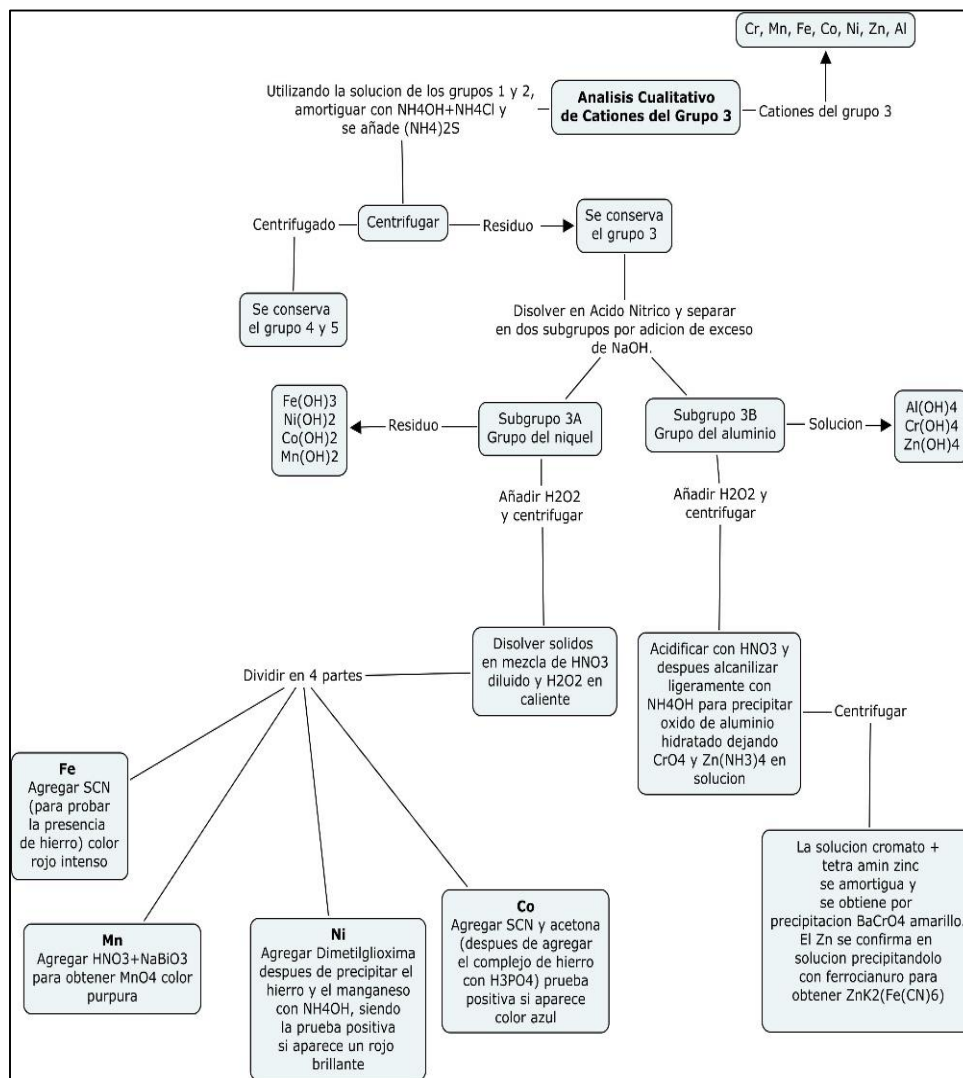 Cr, Mn, Fe, Co, Ni, Zn, Al
Utilizando la solucion de los grupos 1 y 2,
amortiguar con NH4OH+NH4Cl y
se añade (NH4)2S
Analisis Cualitativo
de Cationes del Grupo 3
Cationes del grupo 3
Centrifugado
Centrifugar
Residuo
Se conserva
el grupo 3
Se conserva
el grupo 4 y 5
Disolver en Acido Nitrico y separar
en dos subgrupos por adicion de exceso
de NaOH.
Fe(OH)3
Ni(OH)2
Co(OH)2
Mn(OH)2
Residuo
Subgrupo 3A
Grupo del niquel
Subgrupo 3B
Grupo del aluminio
Solucion
Al(OH)4
Cr(OH)4
Zn(OH)4
Añadir H2O2
y centrifugar
Añadir H2O2 y
centrifugar
Dividir en 4 partes
Disolver solidos
en mezcla de HNO3
diluido y H2O2 en
caliente
Acidificar con HNO3 y
despues alcanilizar
ligeramente con
NH4OH para precipitar
oxido de aluminio
hidratado dejando
CrO4 y Zn(NH3)4 en
solucion
Centrifugar
Fe
Agregar SCN
(para probar
la presencia
de hierro) color
rojo intenso
Mn
Agregar HNO3+NaBiO3
para obtener MnO4 color
purpura
Ni
Agregar Dimetilglioxima
despues de precipitar el
hierro y el manganeso
con NH4OH, siendo
la prueba positiva
si aparece un rojo
brillante
Co
Agregar SCN y acetona
(despues de agregar
el complejo de hierro
con H3PO4) prueba
positiva si aparece
color azul
La solucion cromato +
tetra amin zinc
se amortigua y
se obtiene por
precipitacion BaCrO4 amarillo.
El Zn se confirma en
solucion precipitandolo
con ferrocianuro para
obtener ZnK2(Fe(CN)6)